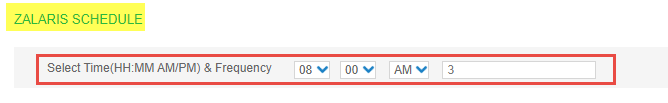 ZALARIS SCHEDULE
Select Time(HH:MM AM/PM) & Frequency 08 00 AM 3